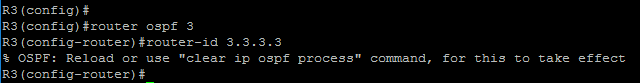 R3(config)#
R3(config)#router ospf 3
R3(config-router)#router-id 3.3.3.3
% OSPF: Reload or use "clear ip ospf process" command, for this to take effect
R3(config-router)#